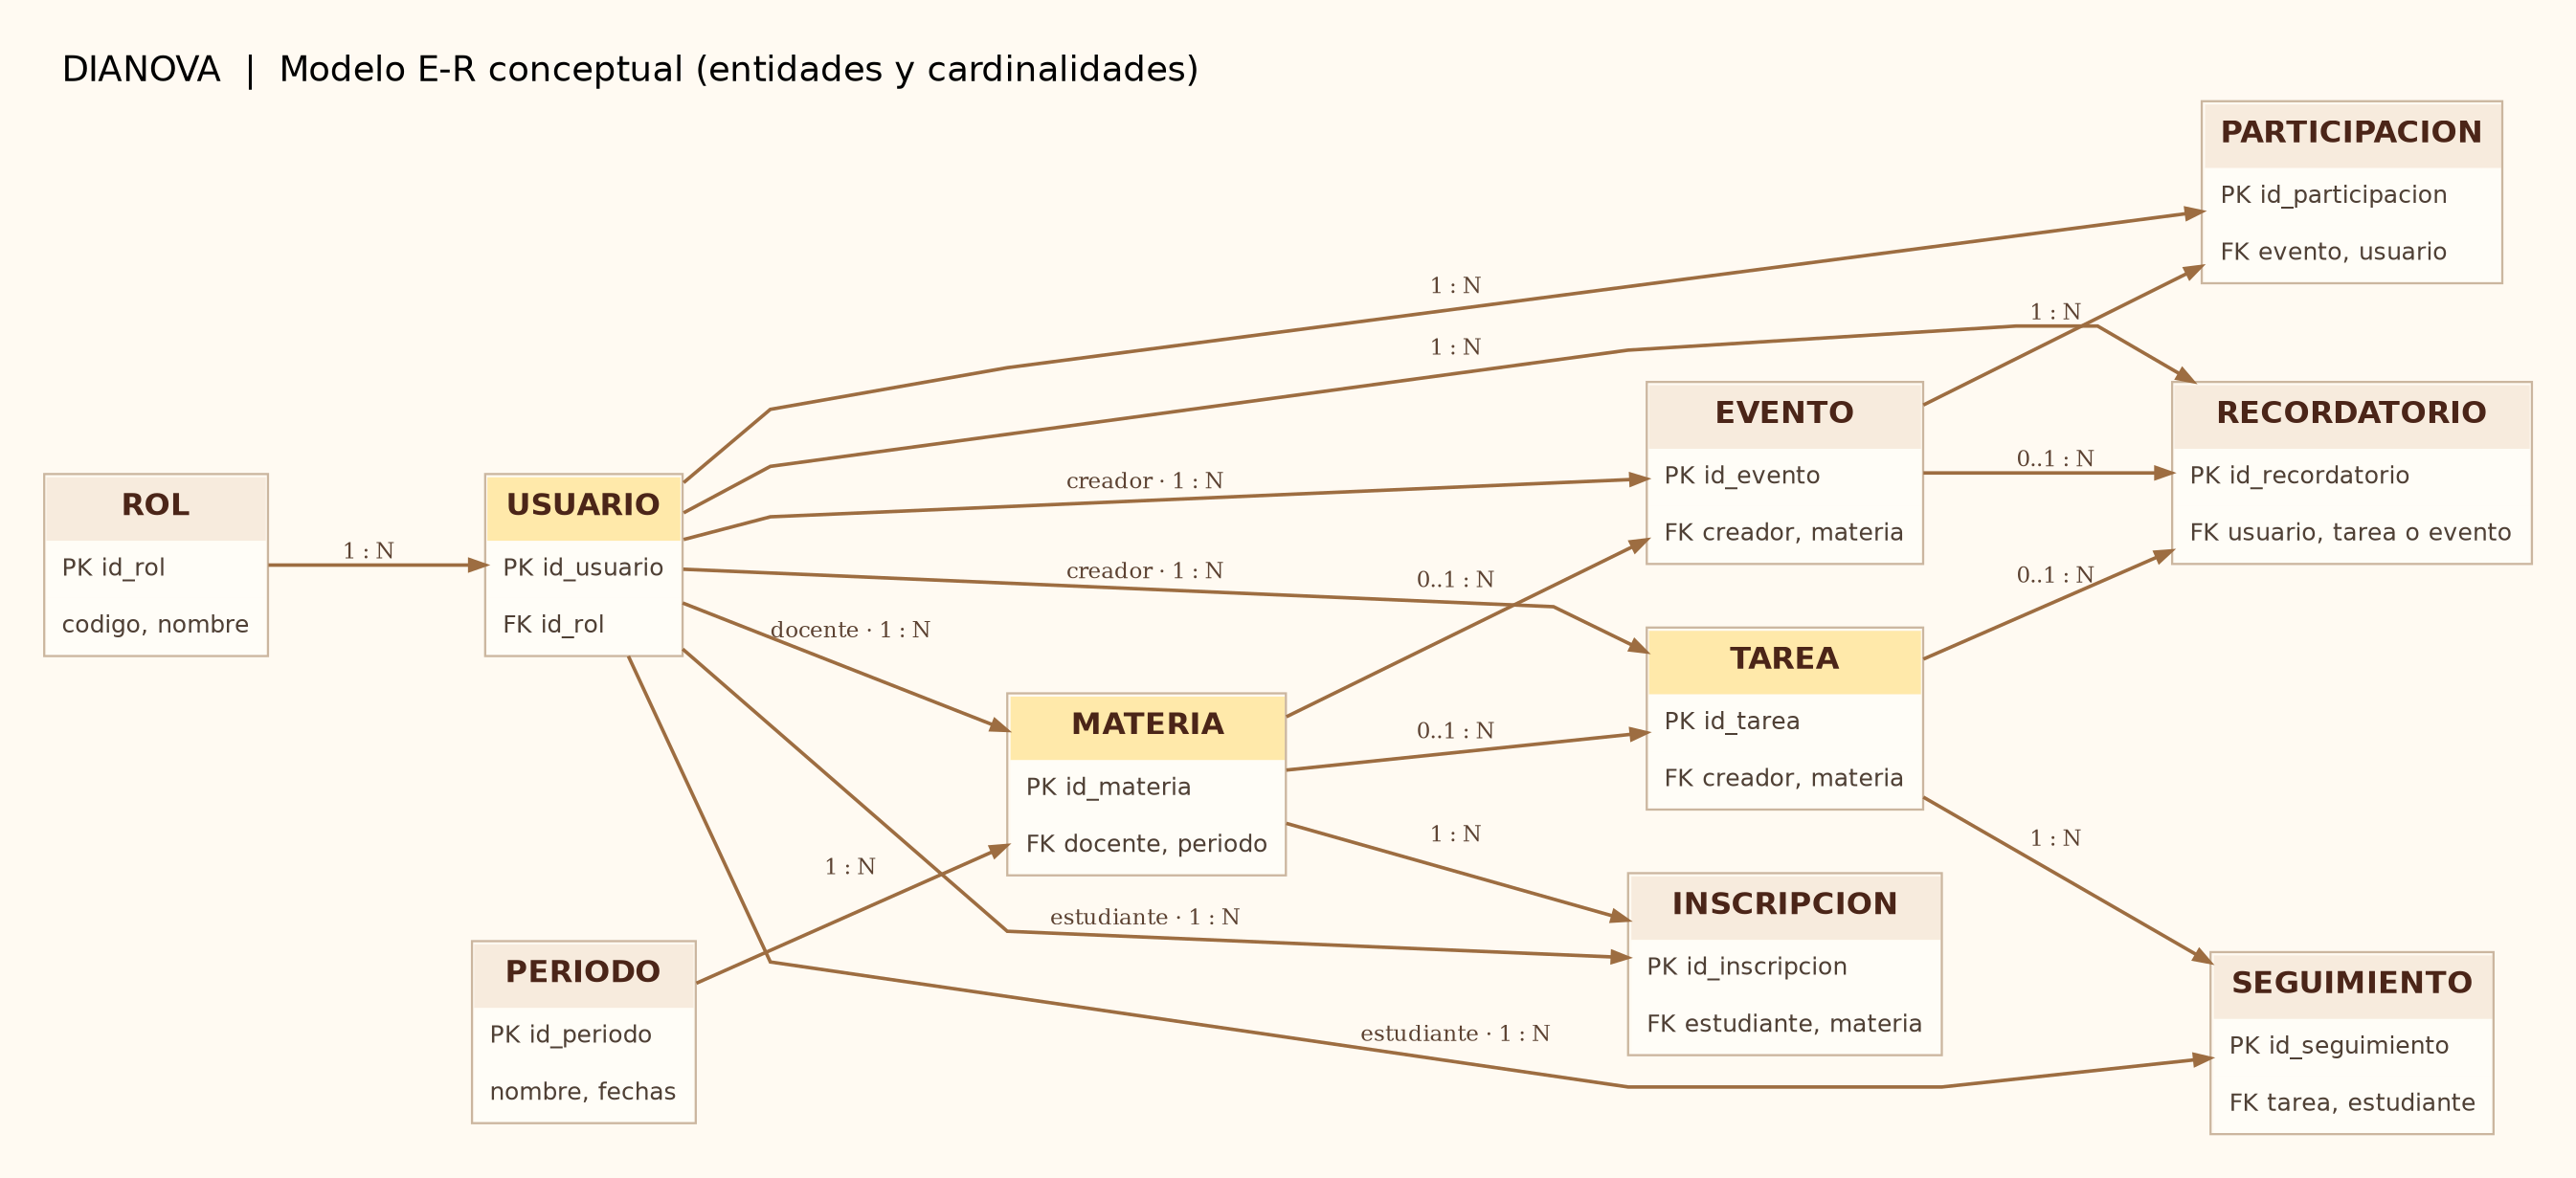 DIANOVA | Modelo E-R conceptual (entidades y cardinalidades)
PARTICIPACION
PK id_participacion
FK evento, usuario
1 : N
1 : N
1 : N
EVENTO
PK id_evento
FK creador, materia
RECORDATORIO
PK id_recordatorio
FK usuario, tarea o evento
0..1 : N
creador · 1 : N
ROL
PK id_rol
codigo, nombre
1 : N
USUARIO
PK id_usuario
FK id_rol
creador · 1 : N
0..1 : N
0..1 : N
docente · 1 : N
TAREA
PK id_tarea
FK creador, materia
MATERIA
PK id_materia
FK docente, periodo
0..1 : N
1 : N
1 : N
1 : N
estudiante · 1 : N
INSCRIPCION
PK id_inscripcion
FK estudiante, materia
PERIODO
PK id_periodo
nombre, fechas
estudiante · 1 : N
SEGUIMIENTO
PK id_seguimiento
FK tarea, estudiante